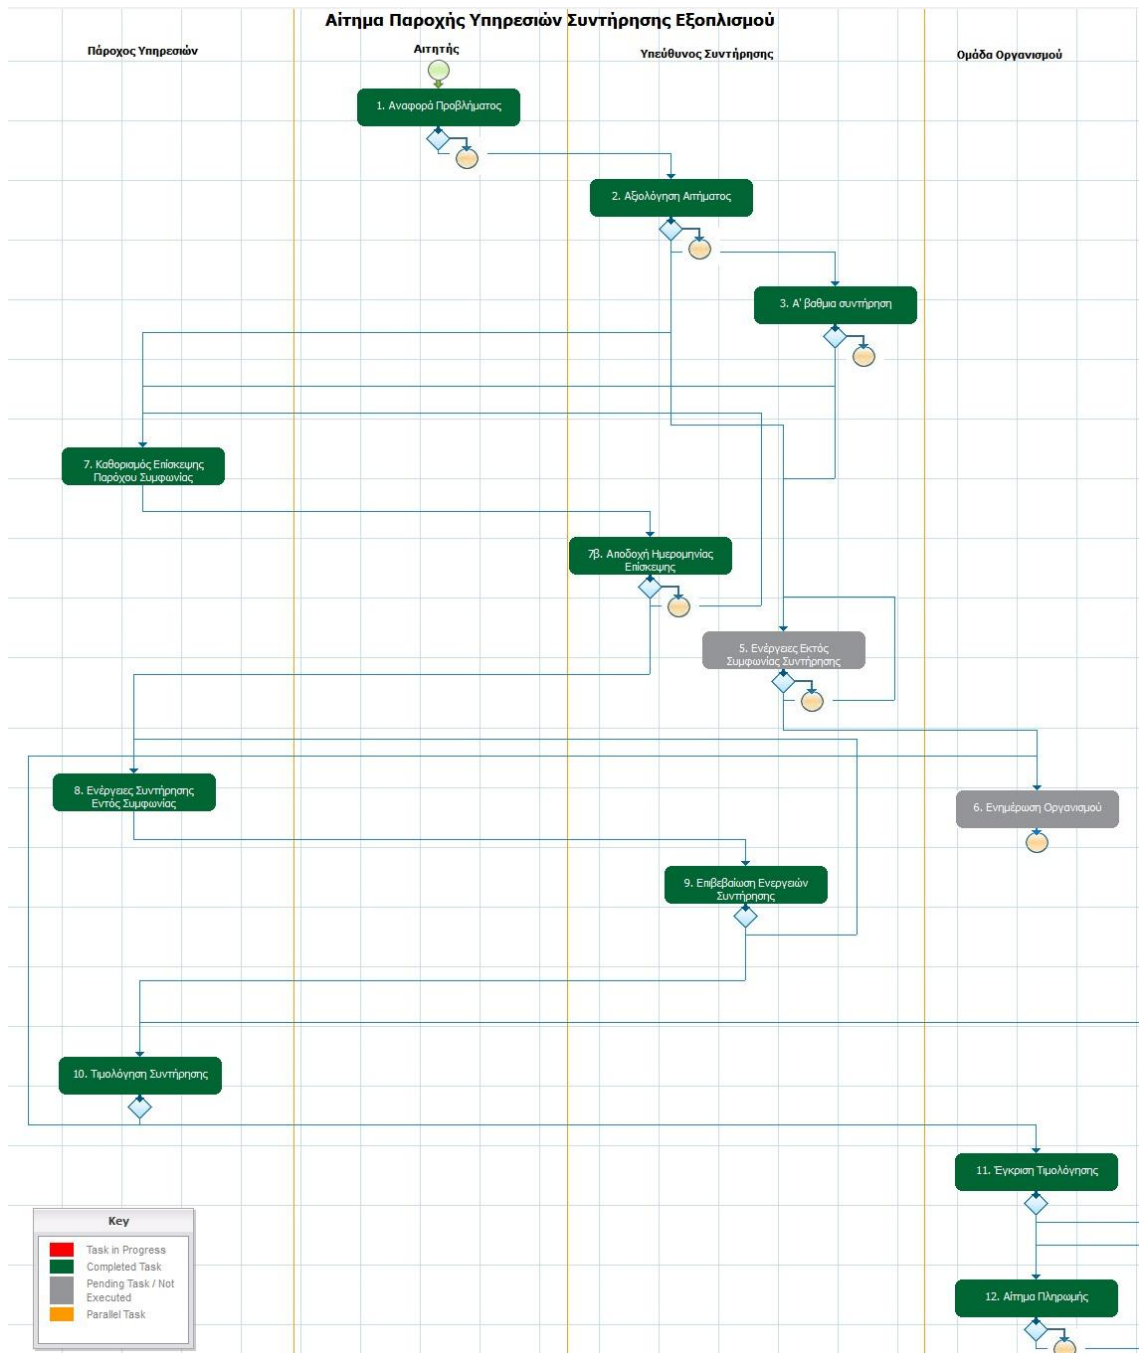 Αίτημα Παροχής Υπηρεσιών Συντήρησης Εξοπλισμού
Πάροχος Υπηρεσιών
Αιτητής
Υπεύθυνος Συντήρησης
Ομάδα Οργανισμού
1. Αναφορά Προβλήματος
2. Αξιολόγηση Αιτήματος
3. Α' βαθμια συντήρηση
7. Καθορισμός Επίσκεψης
Παρόχου Συμφωνίας
7β. Αποδοχή Ημερομηνίας
Επίσκεψης
5. Ενέργειες Εκτός
Συμφωνίας Συντήρησης
8. Ενέργειες Συντήρησης
Εντός Συμφωνίας
6. Ενημέρωση Οργανισμού
9. Επιβεβαίωση Ενεργειών
Συντήρησης
10. Τιμολόγηση Συντήρησης
11. Έγκριση Τιμολόγησης
12. Αίτημα Πληρωμής
Key
Task in Progress
Completed Task
Pending Task / Not
Executed
Parallel Task